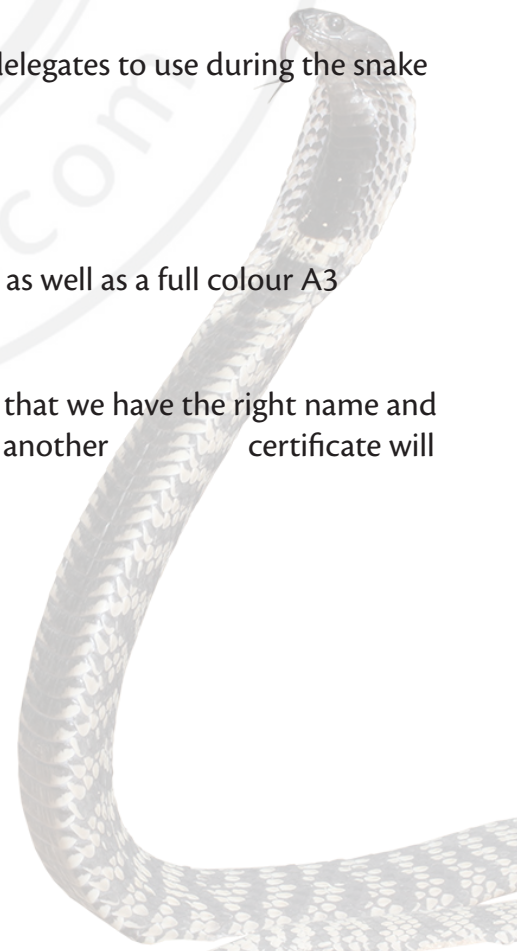 delegates to use during the snake
com
as well as a full colour A3
that we have the right name and
another certificate will